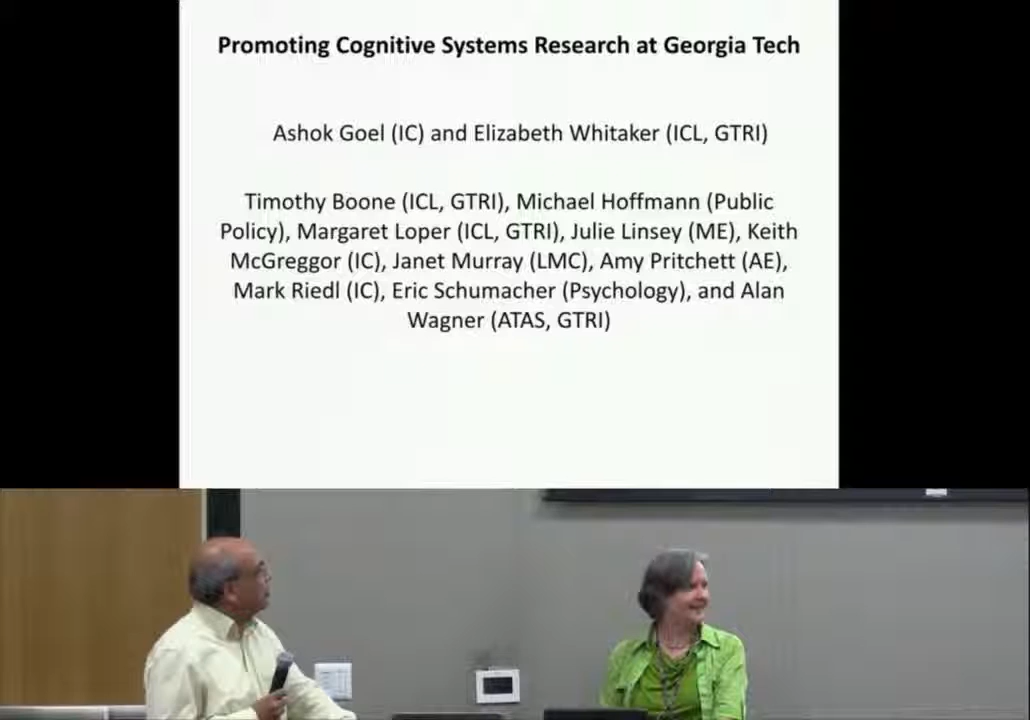 Promoting Cognitive Systems Research at Georgia Tech
Ashok Goel (IC) and Elizabeth Whitaker (ICL, GTRI)
Timothy Boone (ICL, GTRI), Michael Hoffmann (Public
Policy), Margaret Loper (ICL, GTRI), Julie Linsey (ME), Keith
McGreggor (IC), Janet Murray (LMC), Amy Pritchett (AE),
Mark Riedl (IC), Eric Schumacher (Psychology), and Alan
Wagner (ATAS, GTRI)